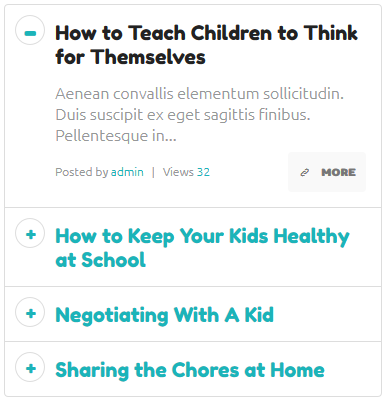 How to Teach Children to Think
for Themselves
Aenean convallis elementum sollicitudin.
Duis suscipit ex eget sagittis finibus.
Pellentesque in...
Posted by admin | Views 32
MORE
How to Keep Your Kids Healthy
at School
Negotiating With A Kid
Sharing the Chores at Home